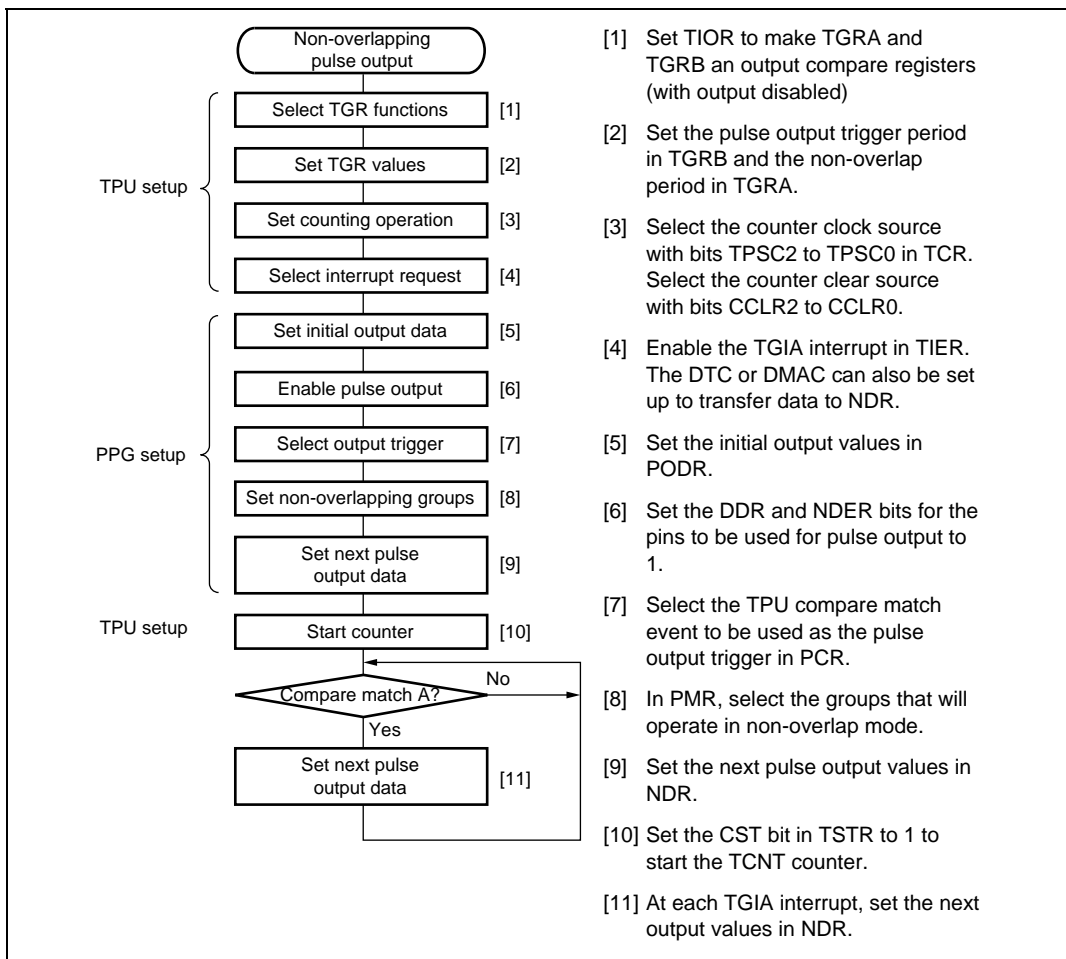 Non-overlapping
pulse output
Select TGR functions [1]
Set TGR values [2]
TPU setup
Set counting operation [3]
Select interrupt request [4]
Set initial output data [5]
Enable pulse output [6]
Select output trigger [7]
PPG setup
Set non-overlapping groups [8]
Set next pulse
output data
[9]
TPU setup
Start counter [10]
Compare match A?
No
Yes
Set next pulse
output data
[11]
[1] Set TIOR to make TGRA and
TGRB an output compare registers
(with output disabled)
[2] Set the pulse output trigger period
in TGRB and the non-overlap
period in TGRA.
[3] Select the counter clock source
with bits TPSC2 to TPSC0 in TCR.
Select the counter clear source
with bits CCLR2 to CCLR0.
[4] Enable the TGIA interrupt in TIER.
The DTC or DMAC can also be set
up to transfer data to NDR.
[5] Set the initial output values in
PODR.
[6] Set the DDR and NDER bits for the
pins to be used for pulse output to
1.
[7] Select the TPU compare match
event to be used as the pulse
output trigger in PCR.
[8] In PMR, select the groups that will
operate in non-overlap mode.
[9] Set the next pulse output values in
NDR.
[10] Set the CST bit in TSTR to 1 to
start the TCNT counter.
[11] At each TGIA interrupt, set the next
output values in NDR.